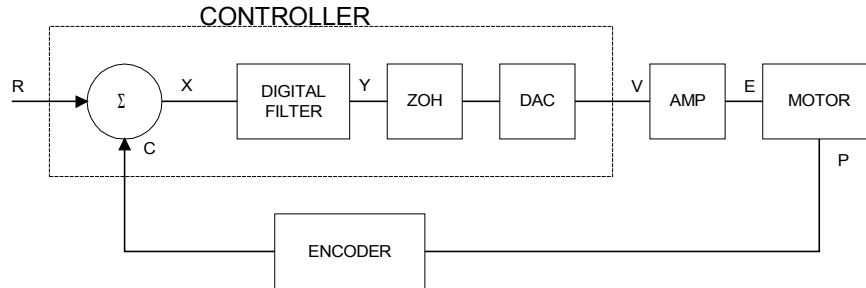 CONTROLLER
R
Σ
X
DIGITAL
FILTER
Y
ZOH
DAC
V
AMP
E
MOTOR
C
P
ENCODER